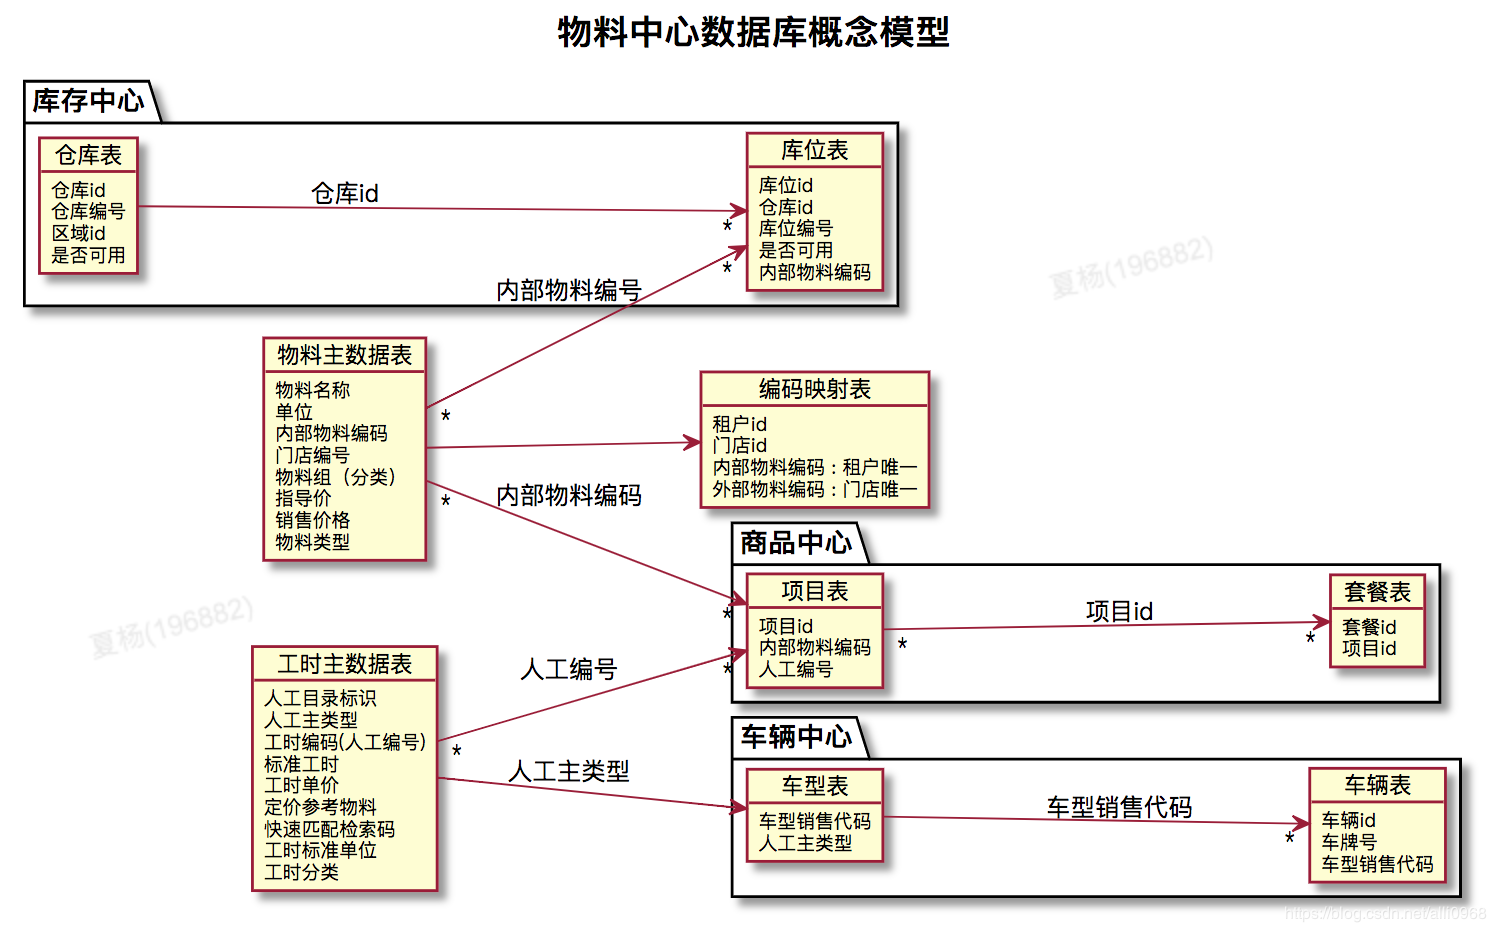 物料中心数据库概念模型
库存中心
仓库表
仓库id
仓库编号
区域id
是否可用
仓库id
*
库位表
库位id
仓库id
库位编号
是否可用
内部物料编码
*
内部物料编号
*
夏杨(196882)
物料主数据表
物料名称
单位
内部物料编码
门店编号
物料组（分类）
指导价
销售价格
物料类型
编码映射表
租户id
门店id
内部物料编码：租户唯一
外部物料编码：门店唯一
*
内部物料编码
*
商品中心
项目表
项目id
内部物料编码
人工编号
*
项目id
*
套餐表
套餐id
项目id
夏杨(196882)
工时主数据表
人工目录标识
人工主类型
工时编码(人工编号)
标准工时
工时单价
定价参考物料
快速匹配检索码
工时标准单位
工时分类
人工编号
*
*
人工主类型
车辆中心
车型表
车型销售代码
人工主类型
车型销售代码
*
车辆表
车辆id
车牌号
车型销售代码
https://blog.csdn.net/alli0968